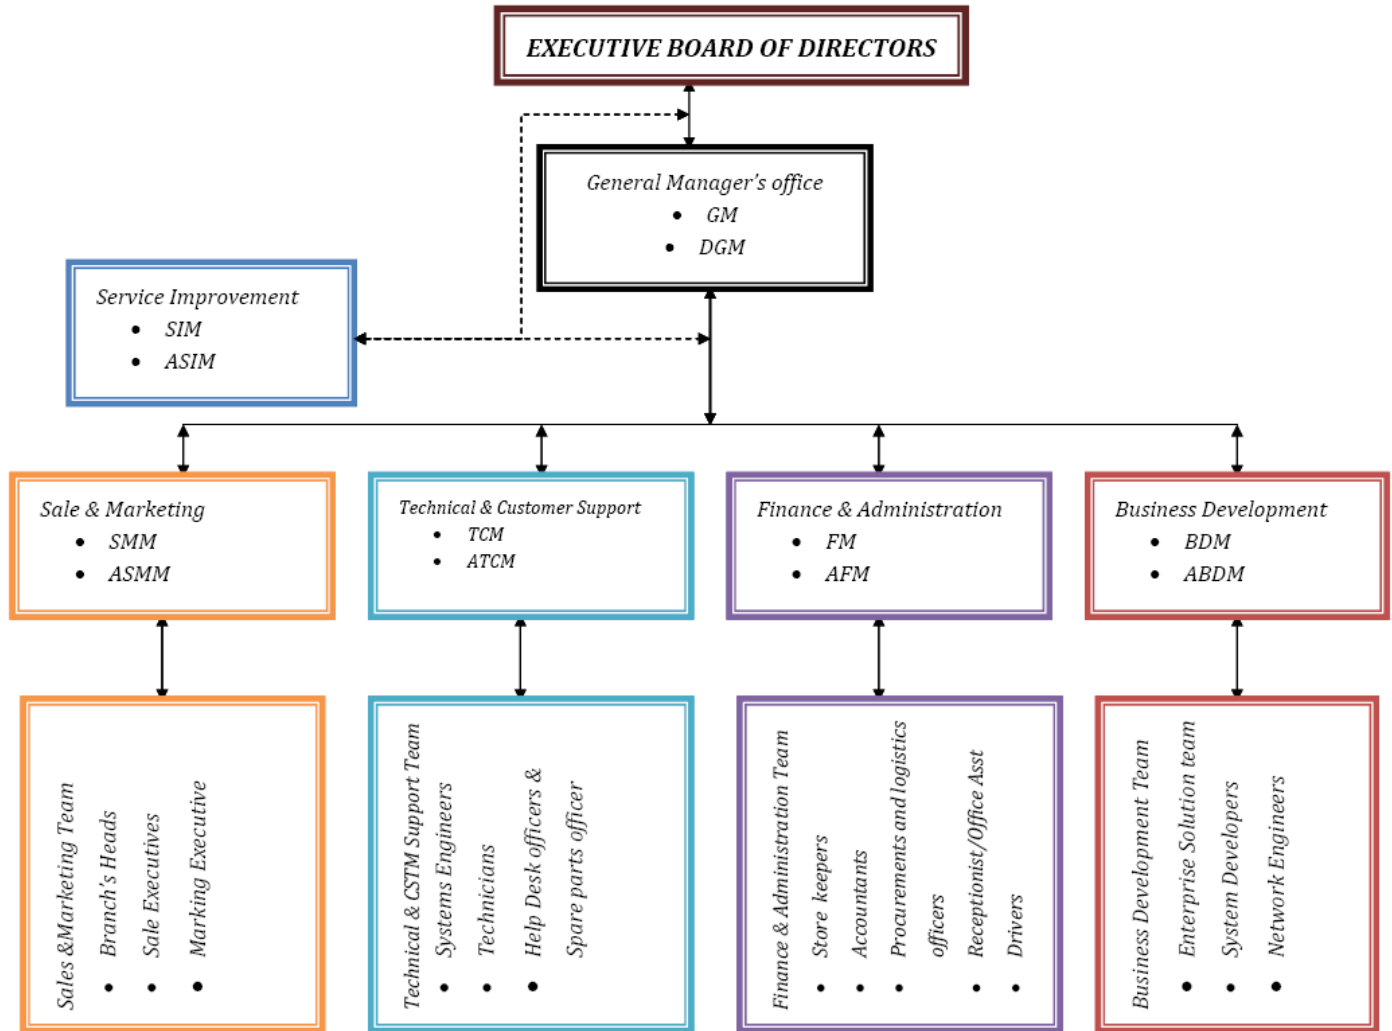 EXECUTIVE BOARD OF DIRECTORS
General Manager's office
• GM
• DGM
Service Improvement
• SIM
• ASIM
Sale & Marketing
• SMM
• ASMM
Technical & Customer Support
• TCM
• ATCM
Finance & Administration
• FM
• AFM
Business Development
• BDM
• ABDM
Sales &Marketing Team
• Branch's Heads
• Sale Executives
• Marking Executive
Technical & CSTM Support Team
• Systems Engineers
• Technicians
• Help Desk officers &
Spare parts officer
Finance & Administration Team
• Store keepers
• Accountants
• Procurements and logistics
officers
• Receptionist/Office Asst
• Drivers
Business Development Team
• Enterprise Solution team
• System Developers
• Network Engineers